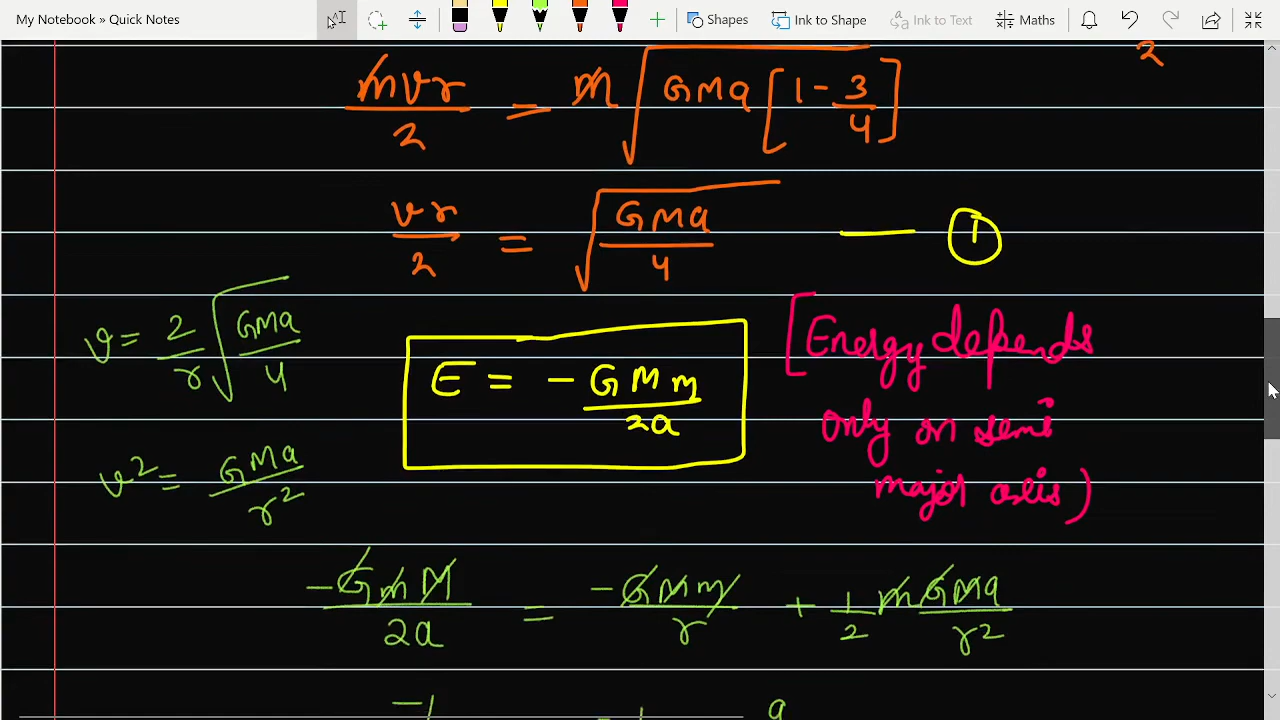 My Notebook » Quick Notes
Shapes Ink to Shape Ink to Text Maths
2
mvr/2 = m√(GMa[1-3/4])
vr/2 = √(GMa/4) — ①
v = 2/r √(GMa/4)
E = -GMm/2a
[Energy depends
only on semi
major axis)
v² = GMa/r²
-GmM/2a = -GMm/r + 1/2 m GMa/r²
-1 -1 a